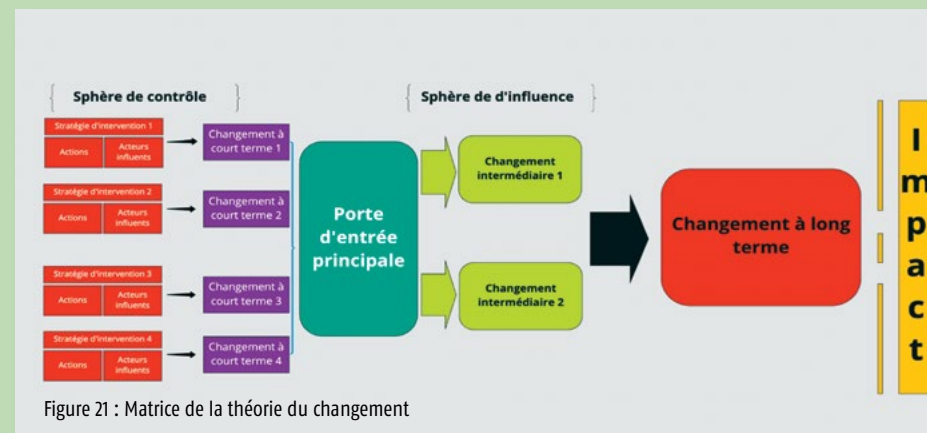 Sphère de contrôle
Sphère de d'influence
Stratégie d'intervention 1
Actions
Acteurs
influents
Changement à
court terme 1
Stratégie d'intervention 2
Actions
Acteurs
influents
Changement à
court terme 2
Stratégie d'intervention 3
Actions
Acteurs
influents
Changement à
court terme 3
Stratégie d'intervention 4
Actions
Acteurs
influents
Changement à
court terme 4
Porte
d'entrée
principale
Changement
intermédiaire 1
Changement
intermédiaire 2
Changement à long
terme
I
m
p
a
c
t
Figure 21 : Matrice de la théorie du changement